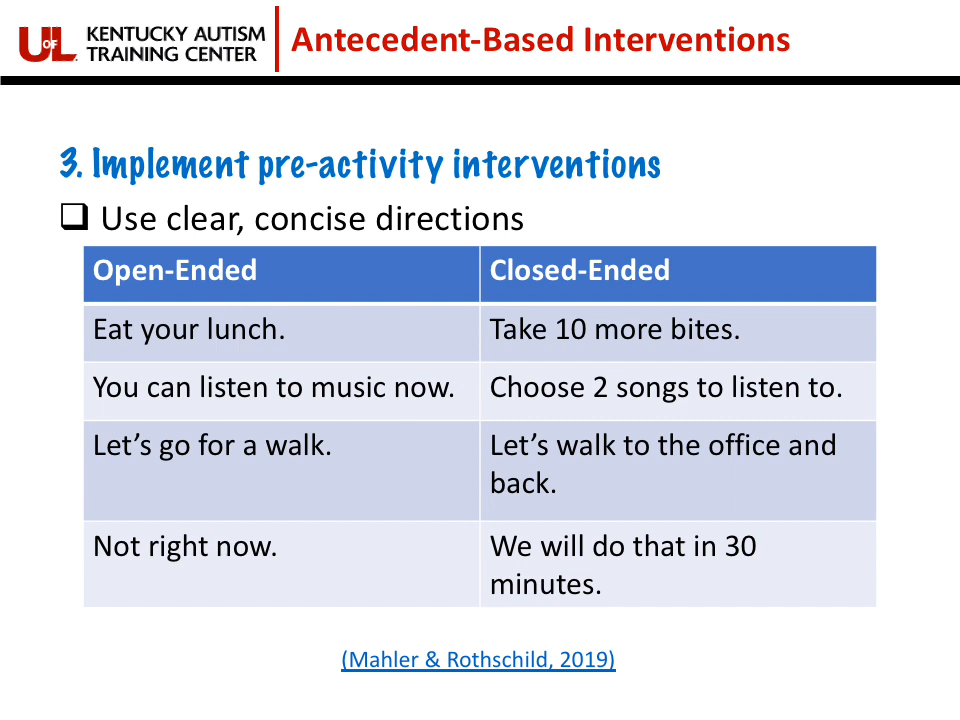 UofL KENTUCKY AUTISM
TRAINING CENTER
Antecedent-Based Interventions
3. Implement pre-activity interventions
Use clear, concise directions
Open-Ended Closed-Ended
Eat your lunch. Take 10 more bites.
You can listen to music now. Choose 2 songs to listen to.
Let’s go for a walk. Let’s walk to the office and
back.
Not right now. We will do that in 30
minutes.
(Mahler & Rothschild, 2019)